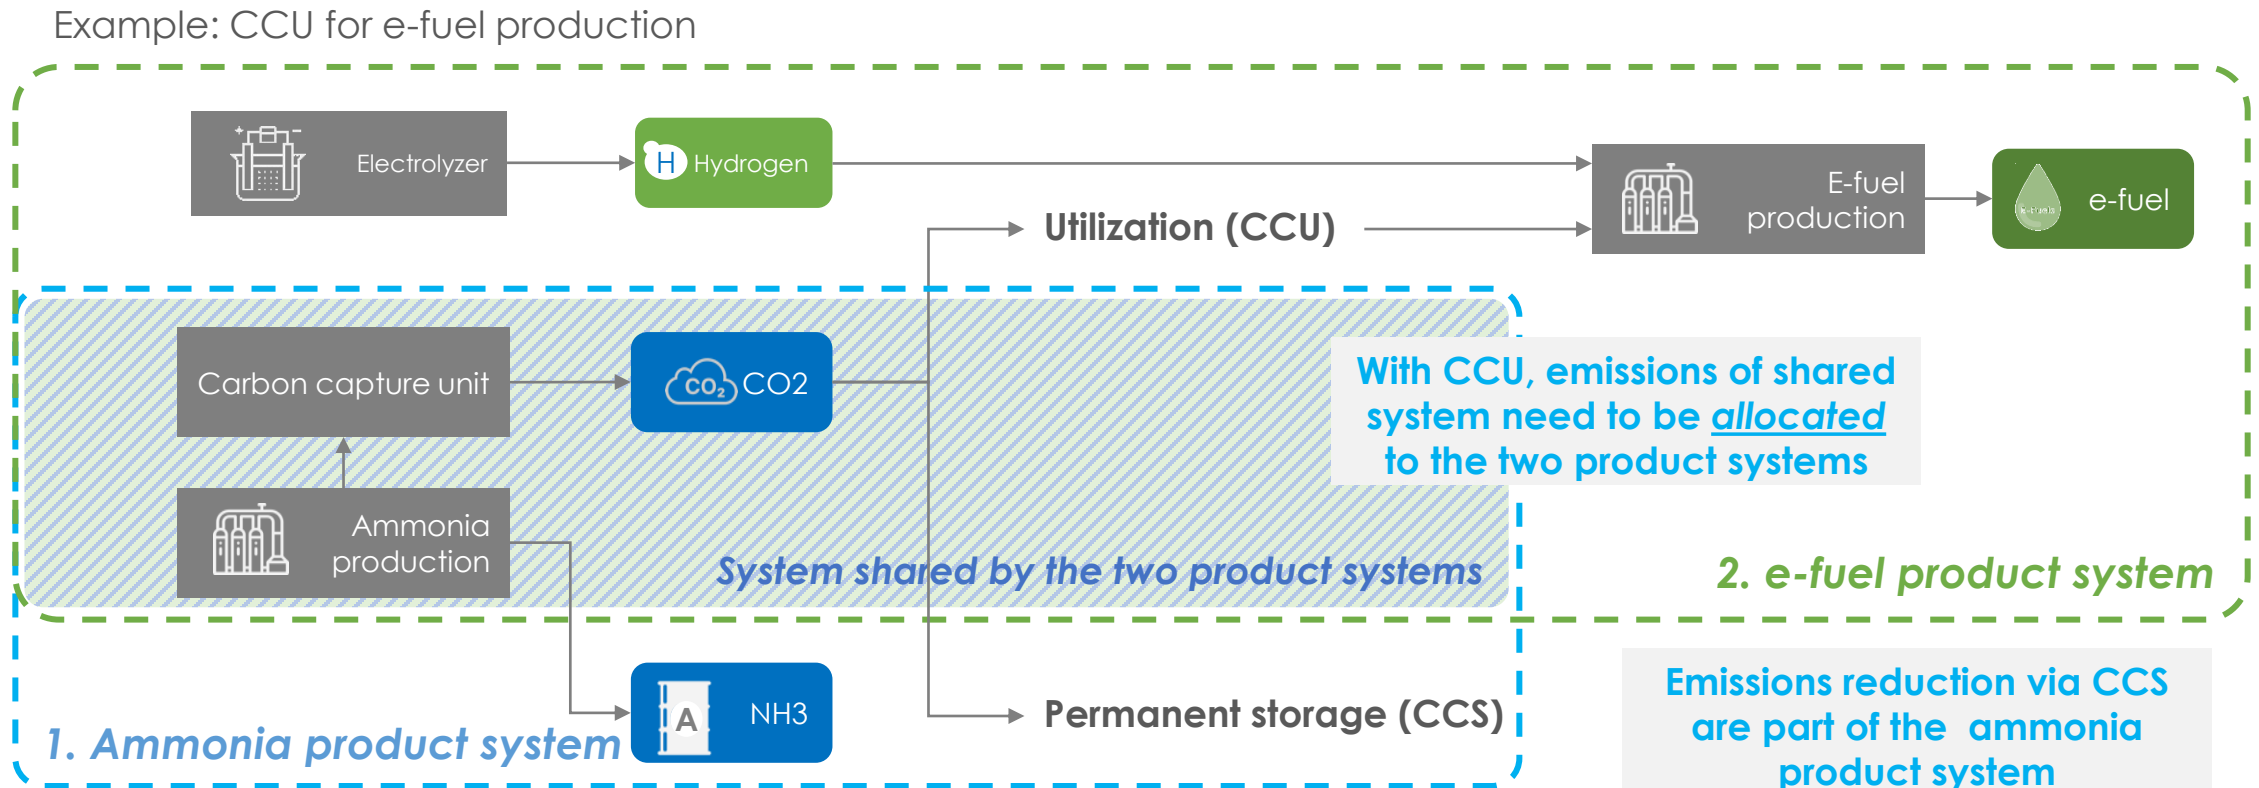 Example: CCU for e-fuel production
Electrolyzer
H Hydrogen
E-fuel
production
e-fuel
Utilization (CCU)
Carbon capture unit
CO₂ CO2
With CCU, emissions of shared
system need to be allocated
to the two product systems
Ammonia
production
System shared by the two product systems
2. e-fuel product system
A NH3
Permanent storage (CCS)
1. Ammonia product system
Emissions reduction via CCS
are part of the ammonia
product system